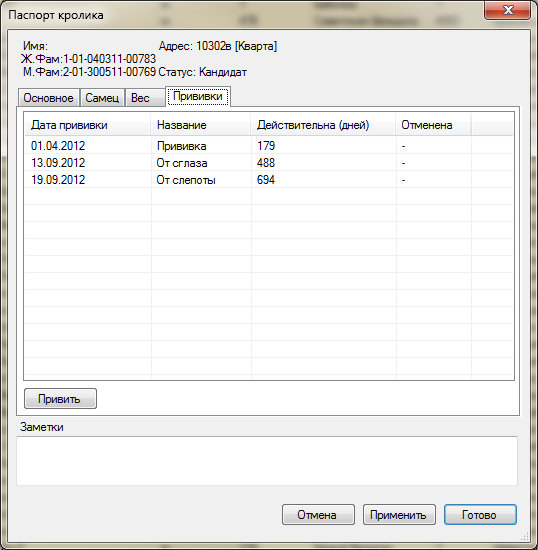 Паспорт кролика
Имя: Адрес: 10302в [Кварта]
Ж.Фам:1-01-040311-00783
М.Фам:2-01-300511-00769 Статус: Кандидат
Основное Самец Вес Прививки
Дата прививки Название Действительна (дней) Отменена
01.04.2012 Прививка 179 -
13.09.2012 От сглаза 488 -
19.09.2012 От слепоты 694 -
Привить
Заметки
Отмена Применить Готово